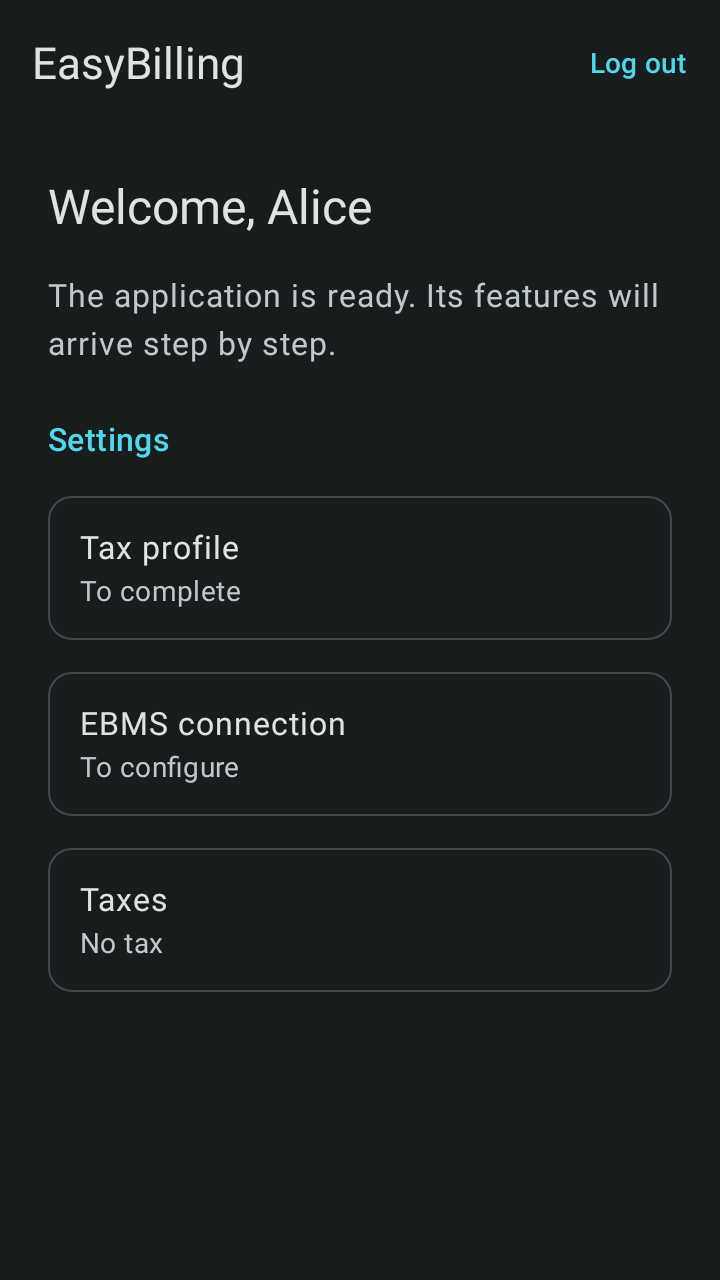 EasyBilling
Log out
Welcome, Alice
The application is ready. Its features will
arrive step by step.
Settings
Tax profile
To complete
EBMS connection
To configure
Taxes
No tax